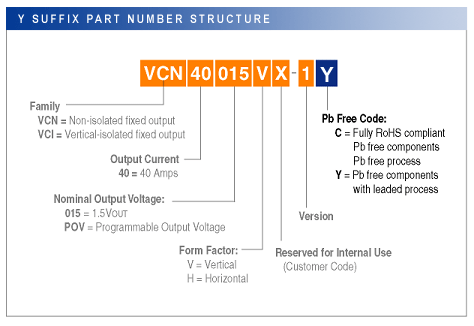 Y SUFFIX PART NUMBER STRUCTURE
VCN 40 015 V X - 1 Y
Family
VCN = Non-isolated fixed output
VCI = Vertical-isolated fixed output
Output Current
40 = 40 Amps
Nominal Output Voltage:
015 = 1.5VOUT
POV = Programmable Output Voltage
Form Factor:
V = Vertical
H = Horizontal
Reserved for Internal Use
(Customer Code)
Version
Pb Free Code:
C = Fully RoHS compliant
Pb free components
Pb free process
Y = Pb free components
with leaded process